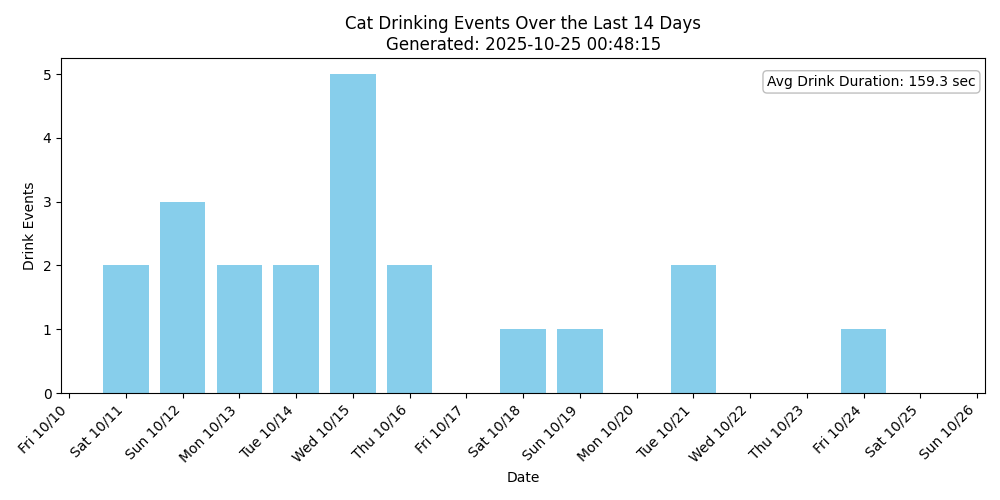 Cat Drinking Events Over the Last 14 Days
Generated: 2025-10-25 00:48:15
Avg Drink Duration: 159.3 sec
Drink Events
5
4
3
2
1
0
Fri 10/10
Sat 10/11
Sun 10/12
Mon 10/13
Tue 10/14
Wed 10/15
Thu 10/16
Fri 10/17
Sat 10/18
Sun 10/19
Mon 10/20
Tue 10/21
Wed 10/22
Thu 10/23
Fri 10/24
Sat 10/25
Sun 10/26
Date